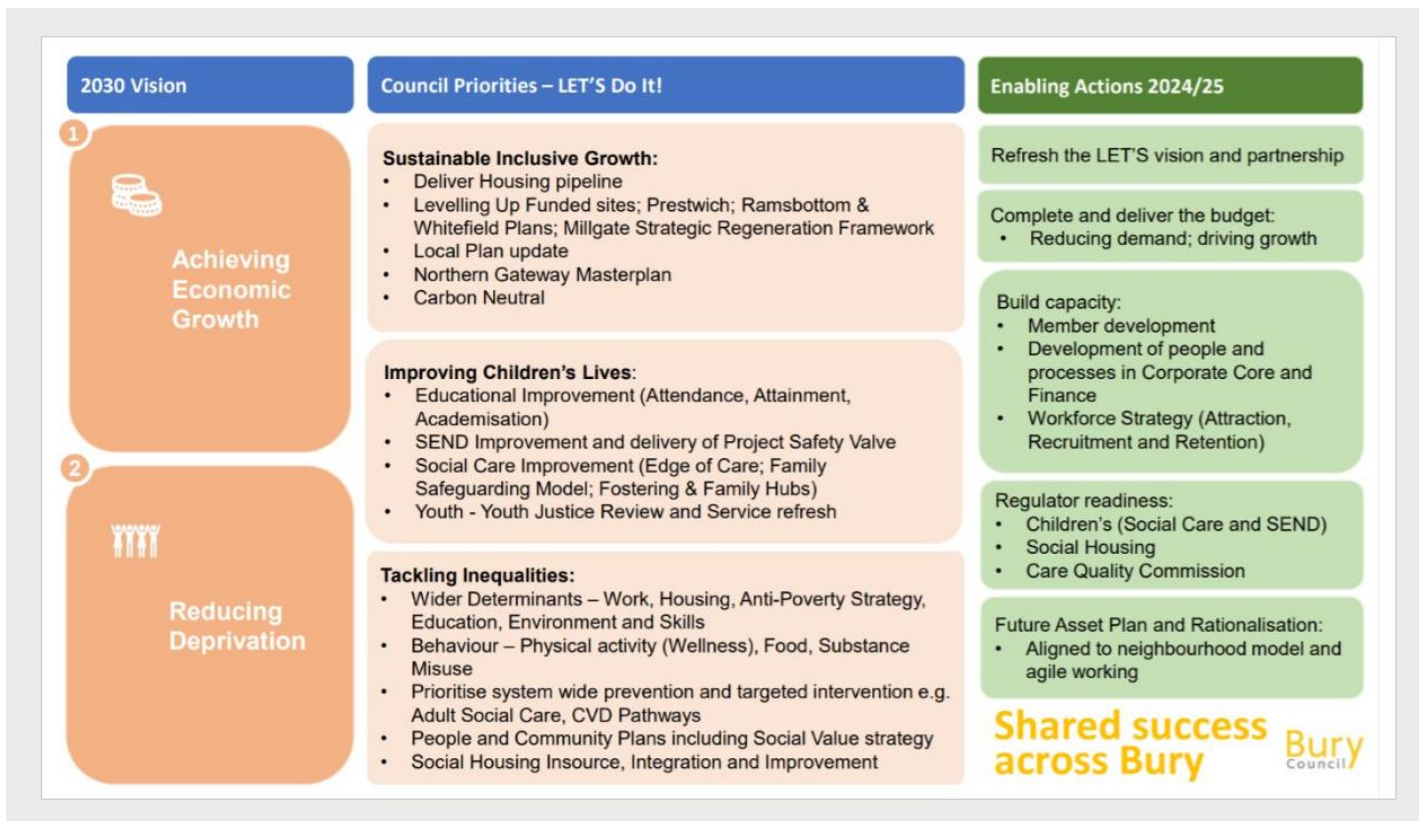 2030 Vision
1
Achieving
Economic
Growth
2
Reducing
Deprivation
Council Priorities – LET'S Do It!
Sustainable Inclusive Growth:
• Deliver Housing pipeline
• Levelling Up Funded sites; Prestwich; Ramsbottom &
Whitefield Plans; Millgate Strategic Regeneration Framework
• Local Plan update
• Northern Gateway Masterplan
• Carbon Neutral
Improving Children's Lives:
• Educational Improvement (Attendance, Attainment,
Academisation)
• SEND Improvement and delivery of Project Safety Valve
• Social Care Improvement (Edge of Care; Family
Safeguarding Model; Fostering & Family Hubs)
• Youth - Youth Justice Review and Service refresh
Tackling Inequalities:
• Wider Determinants – Work, Housing, Anti-Poverty Strategy,
Education, Environment and Skills
• Behaviour – Physical activity (Wellness), Food, Substance
Misuse
• Prioritise system wide prevention and targeted intervention e.g.
Adult Social Care, CVD Pathways
• People and Community Plans including Social Value strategy
• Social Housing Insource, Integration and Improvement
Enabling Actions 2024/25
Refresh the LET'S vision and partnership
Complete and deliver the budget:
• Reducing demand; driving growth
Build capacity:
• Member development
• Development of people and
processes in Corporate Core and
Finance
• Workforce Strategy (Attraction,
Recruitment and Retention)
Regulator readiness:
• Children's (Social Care and SEND)
• Social Housing
• Care Quality Commission
Future Asset Plan and Rationalisation:
• Aligned to neighbourhood model and
agile working
Shared success
across Bury
Bury
Council